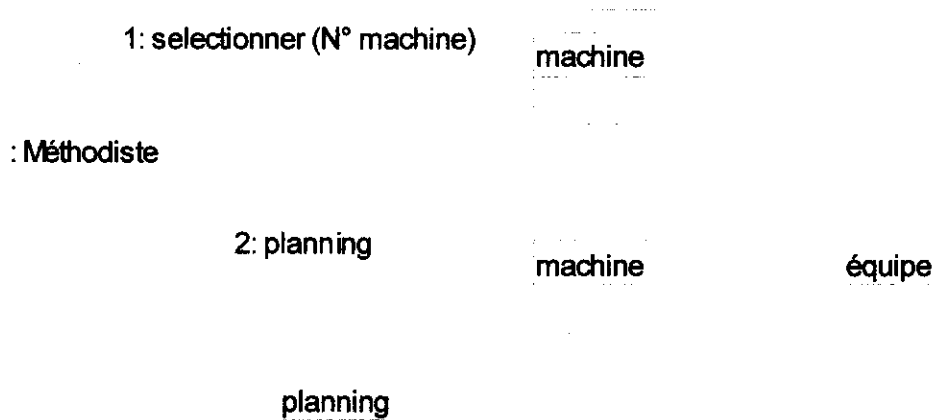 1: selectionner (N° machine)
machine
: Méthodiste
2: planning
machine
équipe
planning